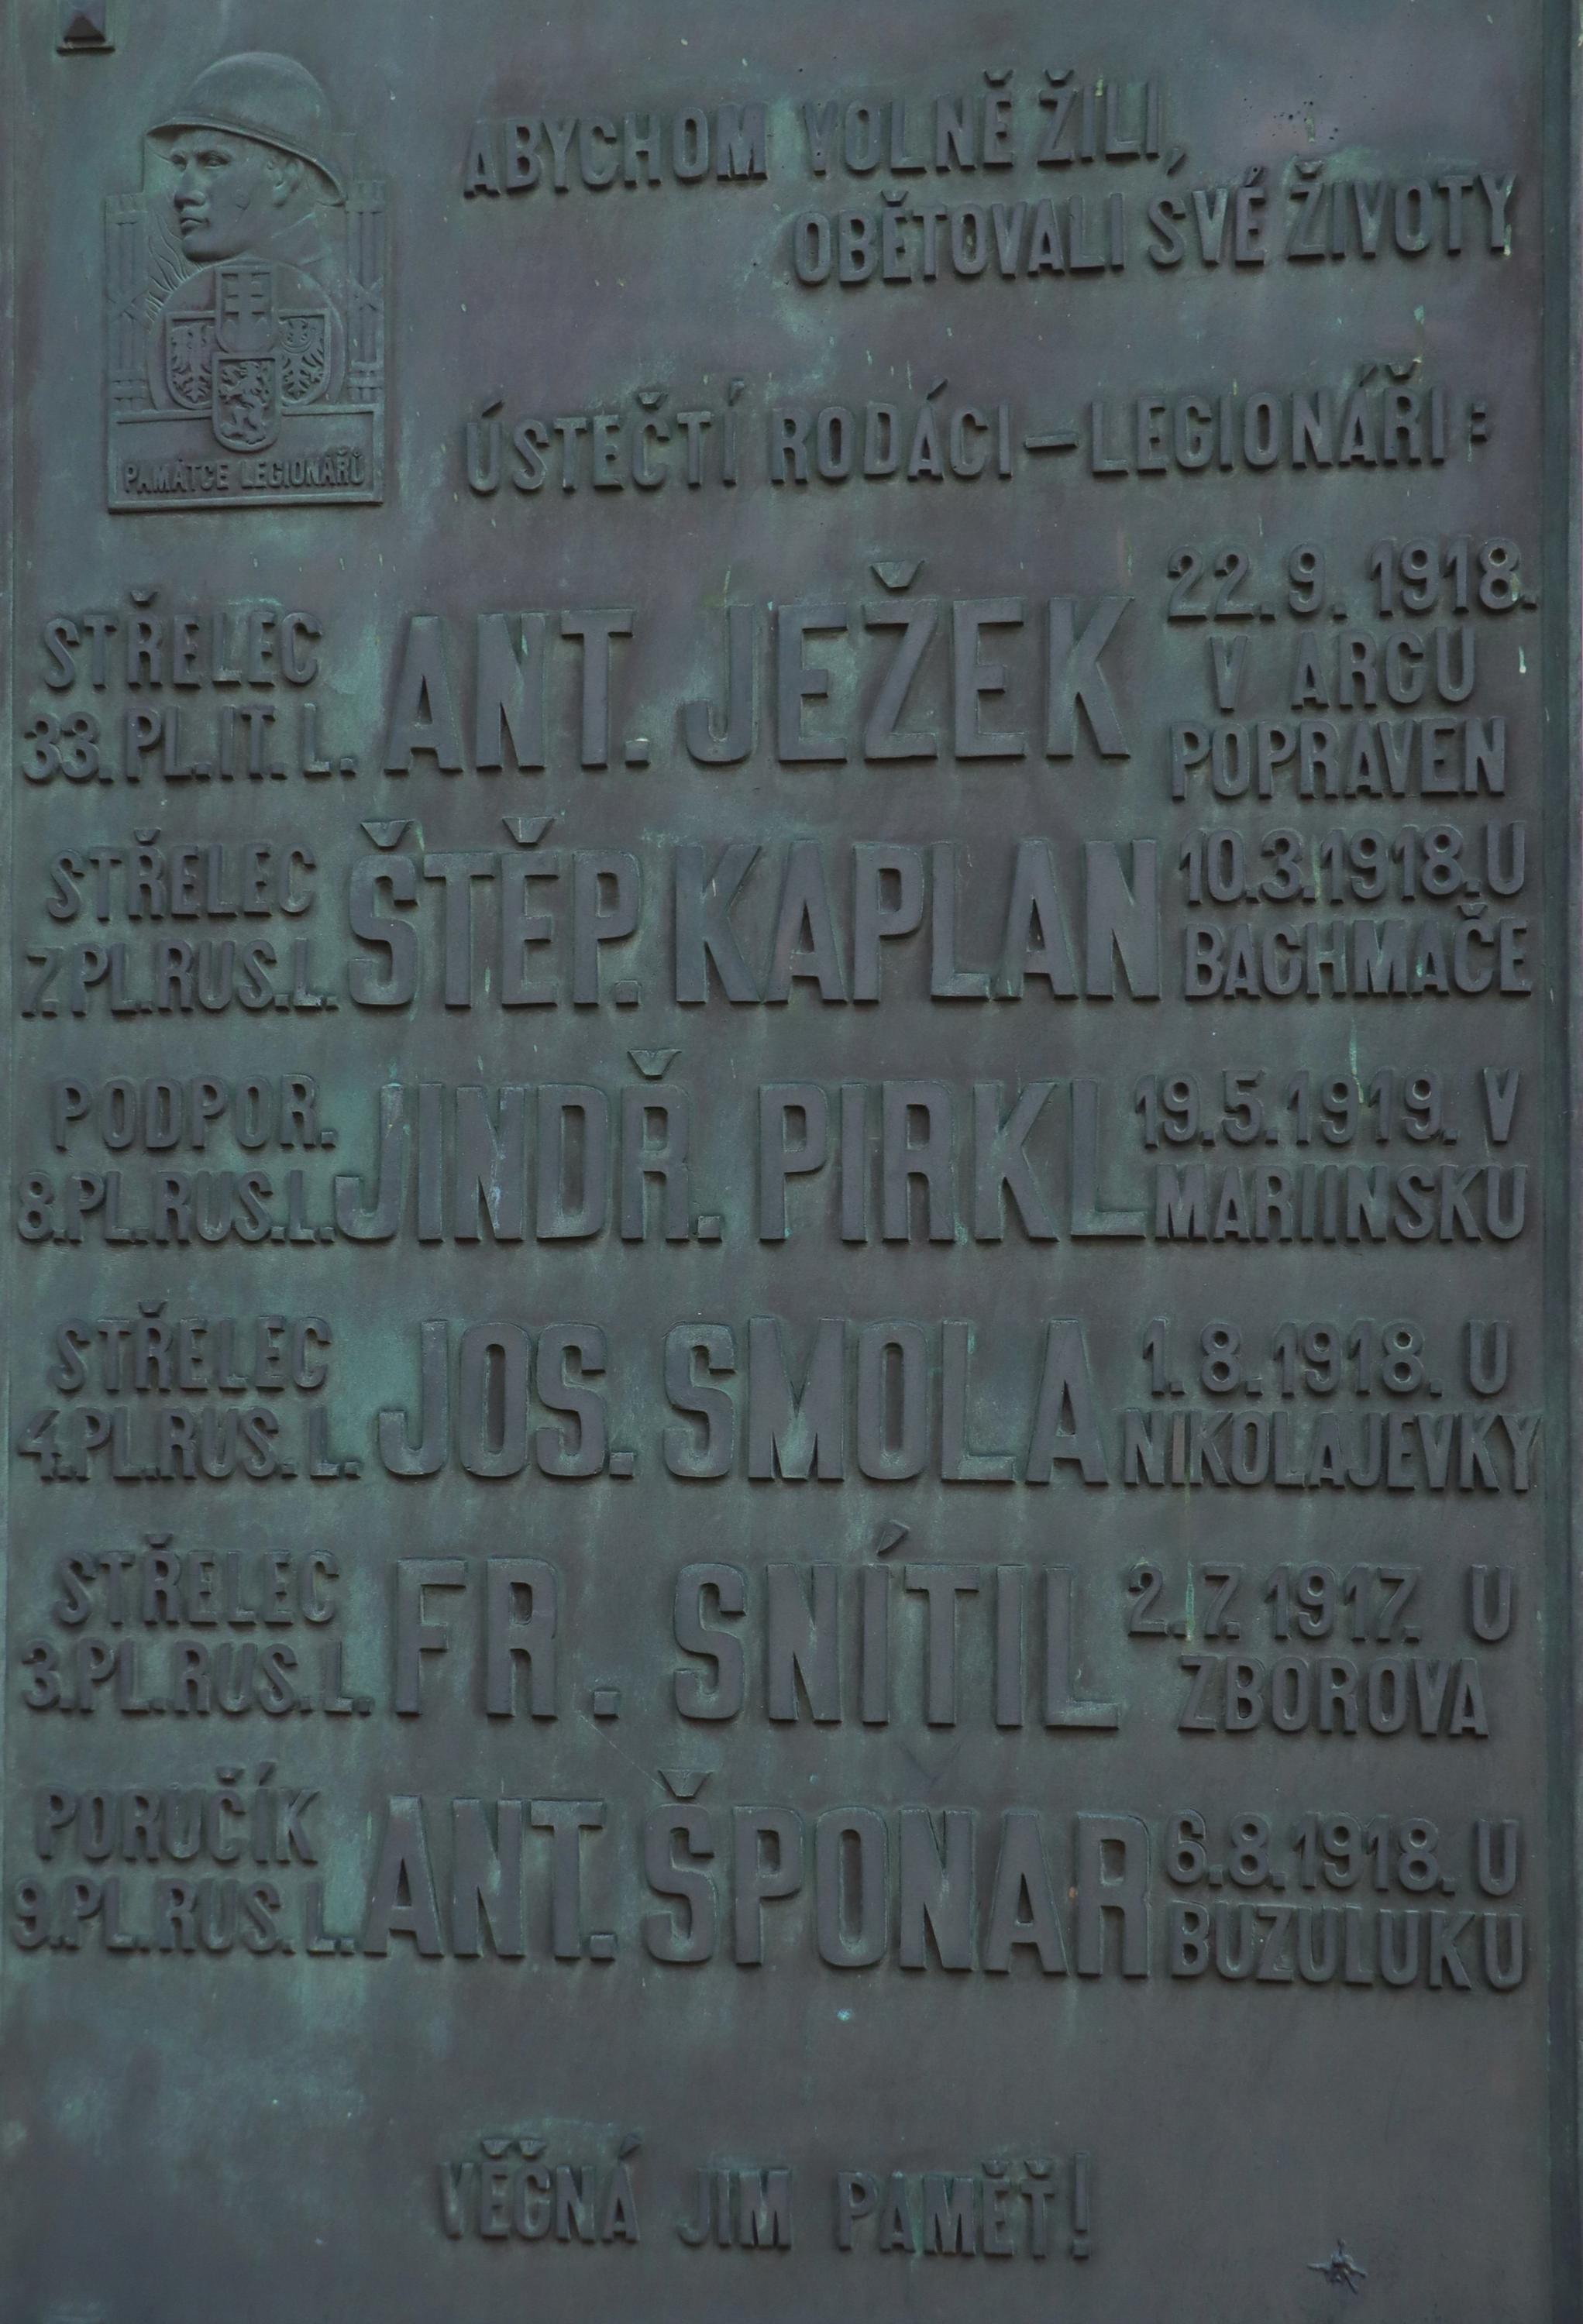 ABYCHOM VOLNĚ ŽILI,
OBĚTOVALI SVÉ ŽIVOTY
PAMÁTCE LEGIONÁŘŮ
ÚSTEČTÍ RODÁCI-LEGIONÁŘI:
STŘELEC
33.PL.IT.L.
ANT. JEŽEK
22.9.1918.
V ARCU
POPRAVEN
STŘELEC
7.PL.RUS.L.
ŠTĚP. KAPLAN
10.3.1918.U
BACHMAČE
PODPOR.
8.PL.RUS.L.
JINDŘ. PIRKL
19.5.1919. V
MARIINSKU
STŘELEC
4.PL.RUS.L.
JOS. SMOLA
1.8.1918. U
NIKOLAJEVKY
STŘELEC
3.PL.RUS.L.
FR. SNÍTIL
2.7.1917. U
ZBOROVA
PORUČÍK
9.PL.RUS.L.
ANT. ŠPONAR
6.8.1918. U
BUZULUKU
VĚČNÁ JIM PAMĚŤ!